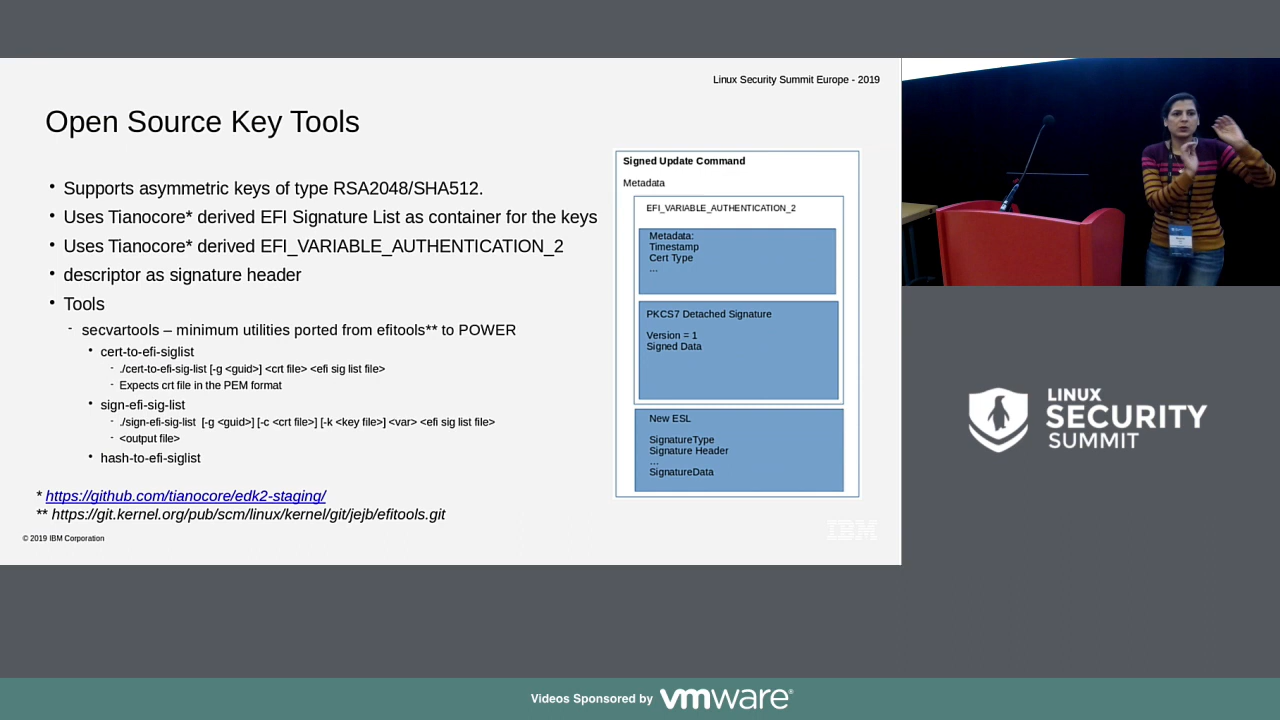 Linux Security Summit Europe - 2019
Open Source Key Tools
• Supports asymmetric keys of type RSA2048/SHA512.
• Uses Tianocore* derived EFI Signature List as container for the keys
• Uses Tianocore* derived EFI_VARIABLE_AUTHENTICATION_2
• descriptor as signature header
• Tools
- secvartools – minimum utilities ported from efitools** to POWER
• cert-to-efi-siglist
- ./cert-to-efi-sig-list [-g <guid>] <crt file> <efi sig list file>
- Expects crt file in the PEM format
• sign-efi-sig-list
- ./sign-efi-sig-list [-g <guid>] [-c <crt file>] [-k <key file>] <var> <efi sig list file>
- <output file>
• hash-to-efi-siglist
* https://github.com/tianocore/edk2-staging/
** https://git.kernel.org/pub/scm/linux/kernel/git/jejb/efitools.git
© 2019 IBM Corporation
Signed Update Command
Metadata
EFI_VARIABLE_AUTHENTICATION_2
Metadata:
Timestamp
Cert Type
...
PKCS7 Detached Signature
Version = 1
Signed Data
New ESL
SignatureType
Signature Header
...
SignatureData
IBM
LINUX
SECURITY
SUMMIT
Videos Sponsored by vmware®